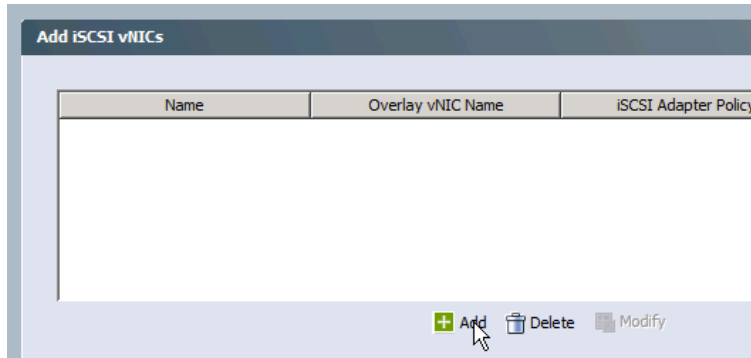 Add iSCSI vNICs
Name Overlay vNIC Name iSCSI Adapter Policy
Add Delete Modify